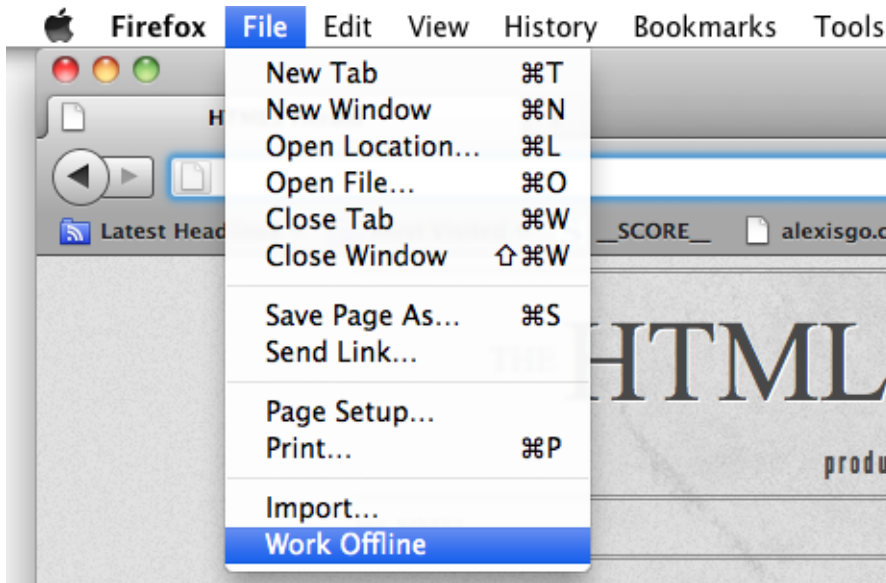 Firefox File Edit View History Bookmarks Tools
New Tab ⌘T
New Window ⌘N
Open Location... ⌘L
Open File... ⌘O
Close Tab ⌘W
Close Window ⇧⌘W
Latest Head
__SCORE__
alexisgo.c
Save Page As... ⌘S
Send Link...
THE HTML
Page Setup...
Print... ⌘P
produ
Import...
Work Offline